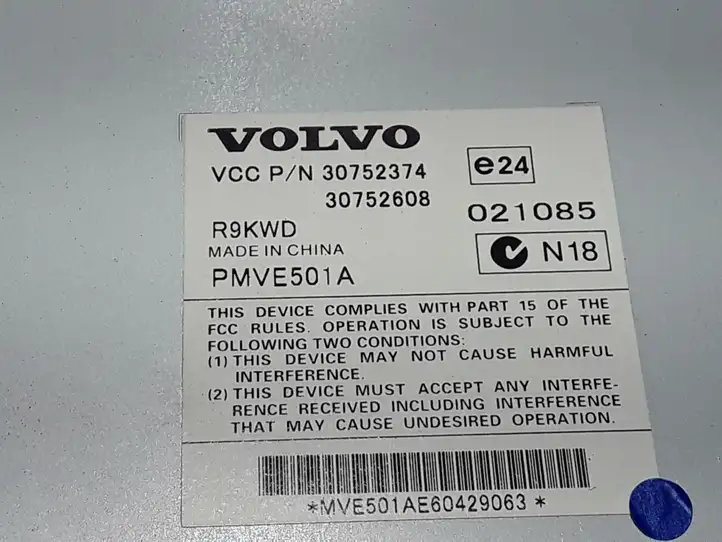 VOLVO
VCC P/N 30752374
30752608
e24
021085
R9KWD
MADE IN CHINA
N18
PMVE501A
THIS DEVICE COMPLIES WITH PART 15 OF THE
FCC RULES. OPERATION IS SUBJECT TO THE
FOLLOWING TWO CONDITIONS:
(1) THIS DEVICE MAY NOT CAUSE HARMFUL
INTERFERENCE.
(2) THIS DEVICE MUST ACCEPT ANY INTERFE-
RENCE RECEIVED INCLUDING INTERFERENCE
THAT MAY CAUSE UNDESIRED OPERATION.
*MVE501AE60429063*